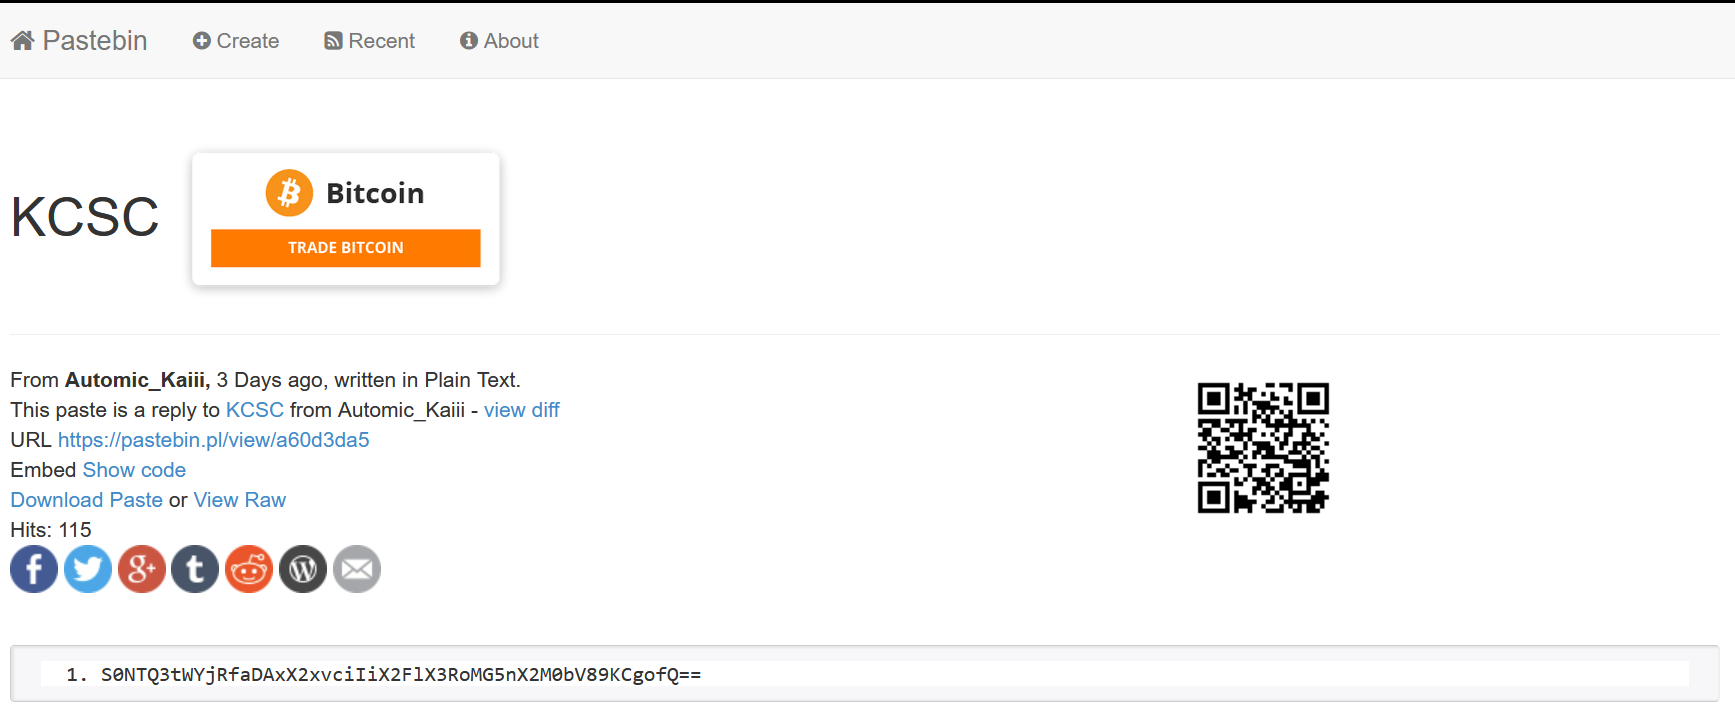 Pastebin Create Recent About
KCSC
Bitcoin
TRADE BITCOIN
From Automic_Kaiii, 3 Days ago, written in Plain Text.
This paste is a reply to KCSC from Automic_Kaiii - view diff
URL https://pastebin.pl/view/a60d3da5
Embed Show code
Download Paste or View Raw
Hits: 115
1. S0NTQ3tWYjRfaDAxX2xvciIiX2FlX3RoMG5nX2M0bV89KCgofQ==